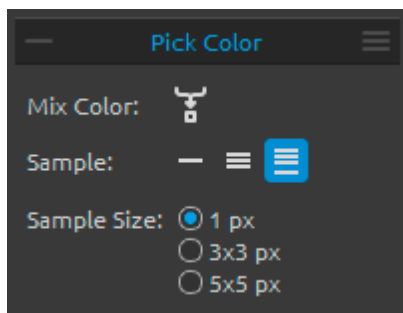 Pick Color
Mix Color:
Sample:
Sample Size: 1 px
3x3 px
5x5 px